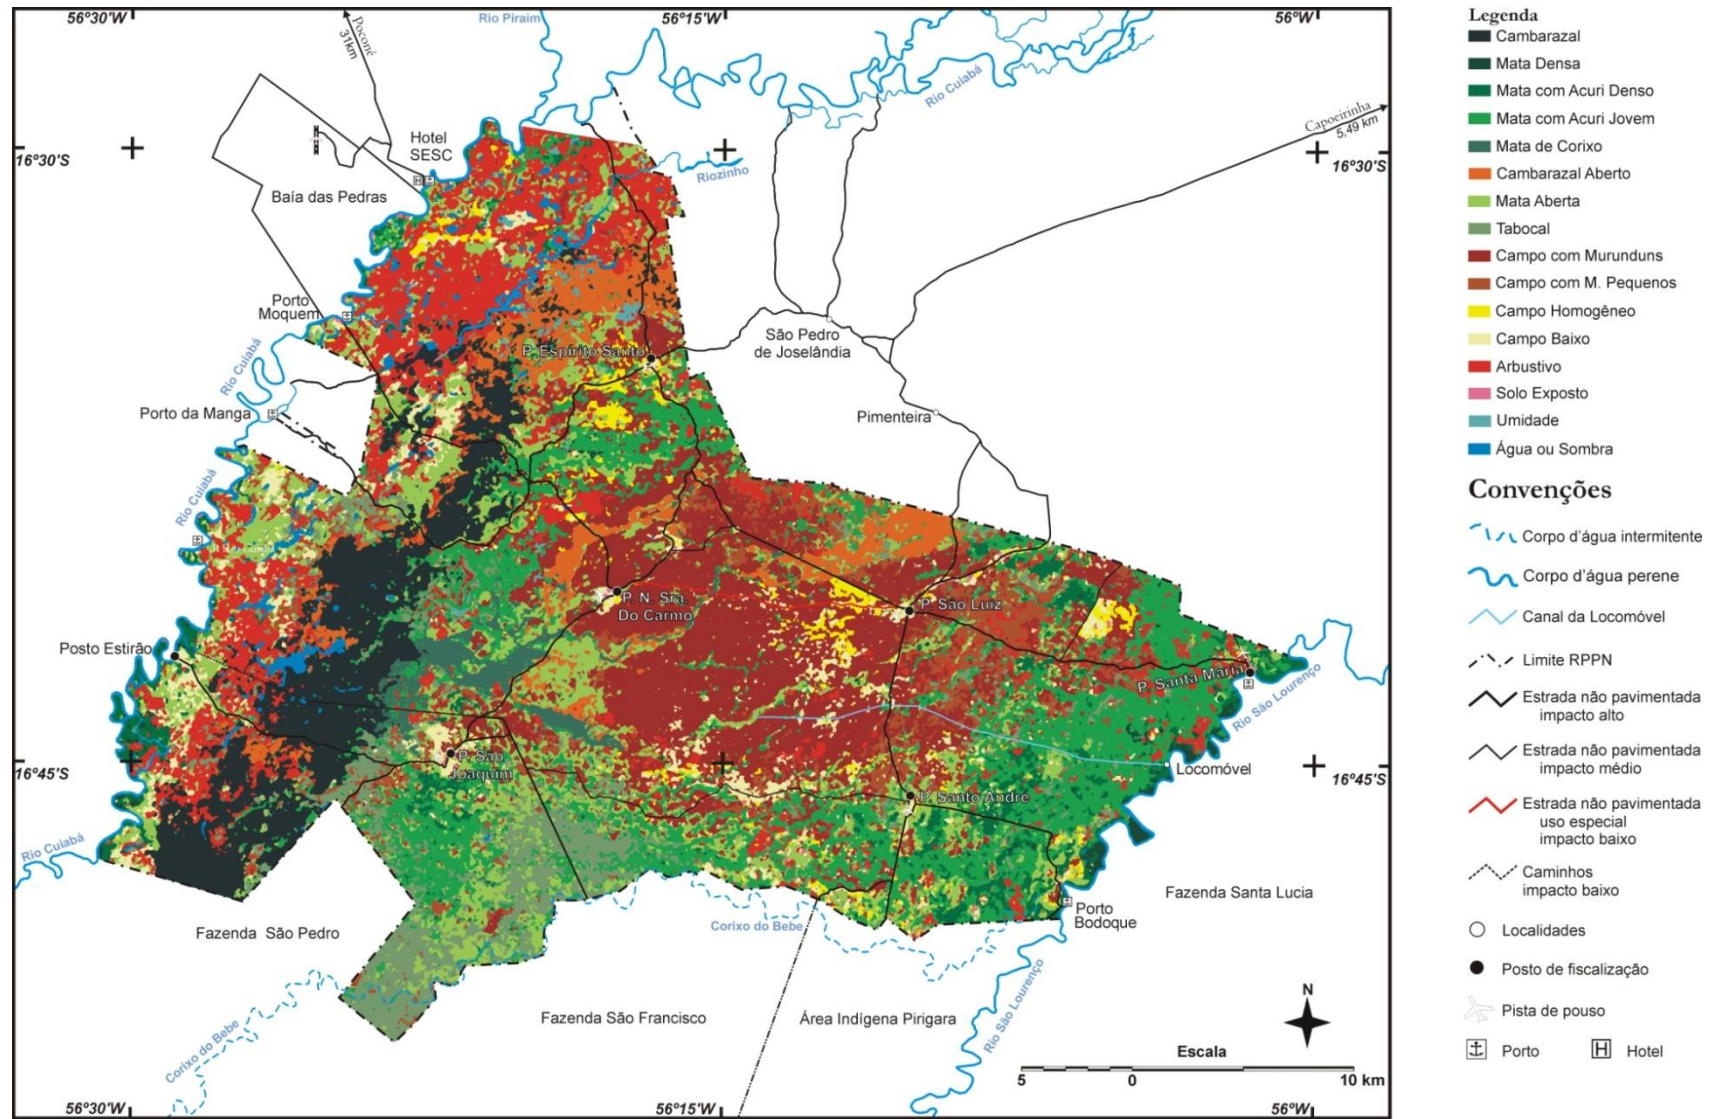 56°30'W
56°15'W
56°W
Rio Piraim
Poconé
31km
Rio Cuiabá
Capoeirinha
5,49 km
Hotel
SESC
16°30'S
16°30'S
Riozinho
Baía das Pedras
Porto
Moquem
São Pedro
de Joselândia
P. Espírito Santo
Rio Cuiabá
Porto da Manga
Pimenteira
Rio Cuiabá
P. N. Sra.
Do Carmo
P. São Luiz
Posto Estirão
P. Santa Maria
Rio São Lourenço
P. São
Joaquim
16°45'S
16°45'S
Locomóvel
P. Santo André
Rio Cuiabá
Fazenda Santa Lucia
Porto
Bodoque
Fazenda São Pedro
Corixo do Bebe
Rio São Lourenço
Fazenda São Francisco
Área Indígena Pirigara
Corixo do Bebe
N
Escala
5
0
10 km
56°30'W
56°15'W
56°W
Legenda
Cambarazal
Mata Densa
Mata com Acuri Denso
Mata com Acuri Jovem
Mata de Corixo
Cambarazal Aberto
Mata Aberta
Tabocal
Campo com Murunduns
Campo com M. Pequenos
Campo Homogêneo
Campo Baixo
Arbustivo
Solo Exposto
Umidade
Água ou Sombra
Convenções
Corpo d'água intermitente
Corpo d'água perene
Canal da Locomóvel
Limite RPPN
Estrada não pavimentada
impacto alto
Estrada não pavimentada
impacto médio
Estrada não pavimentada
uso especial
impacto baixo
Caminhos
impacto baixo
Localidades
Posto de fiscalização
Pista de pouso
Porto
H Hotel